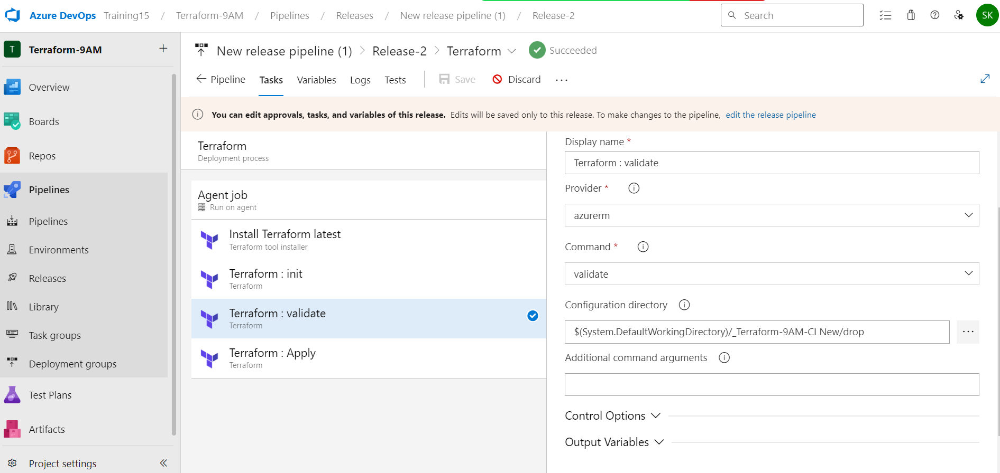 Azure DevOps Training15 / Terraform-9AM / Pipelines / Releases / New release pipeline (1) / Release-2
Search
SK
T Terraform-9AM +
Overview
Boards
Repos
Pipelines
Pipelines
Environments
Releases
Library
Task groups
Deployment groups
Test Plans
Artifacts
Project settings
New release pipeline (1) > Release-2 > Terraform Succeeded
Pipeline Tasks Variables Logs Tests Save Discard ...
You can edit approvals, tasks, and variables of this release. Edits will be saved only to this release. To make changes to the pipeline, edit the release pipeline
Terraform
Deployment process
Agent job
Run on agent
Install Terraform latest
Terraform tool installer
Terraform : init
Terraform
Terraform : validate
Terraform
Terraform : Apply
Terraform
Display name *
Terraform : validate
Provider *
azurerm
Command *
validate
Configuration directory
$(System.DefaultWorkingDirectory)/_Terraform-9AM-CI New/drop
...
Additional command arguments
Control Options
Output Variables